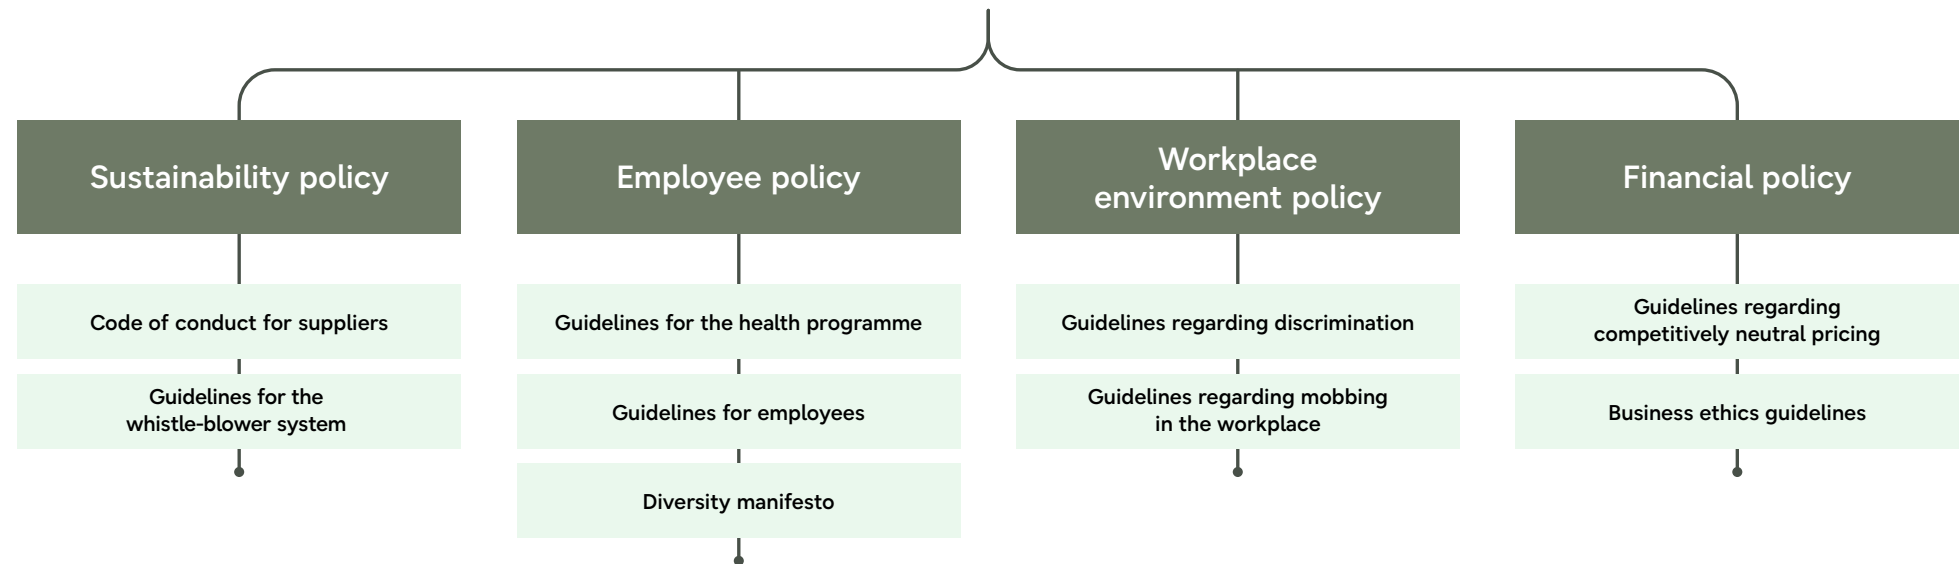 Sustainability policy
Code of conduct for suppliers
Guidelines for the
whistle-blower system
Employee policy
Guidelines for the health programme
Guidelines for employees
Diversity manifesto
Workplace
environment policy
Guidelines regarding discrimination
Guidelines regarding mobbing
in the workplace
Financial policy
Guidelines regarding
competitively neutral pricing
Business ethics guidelines